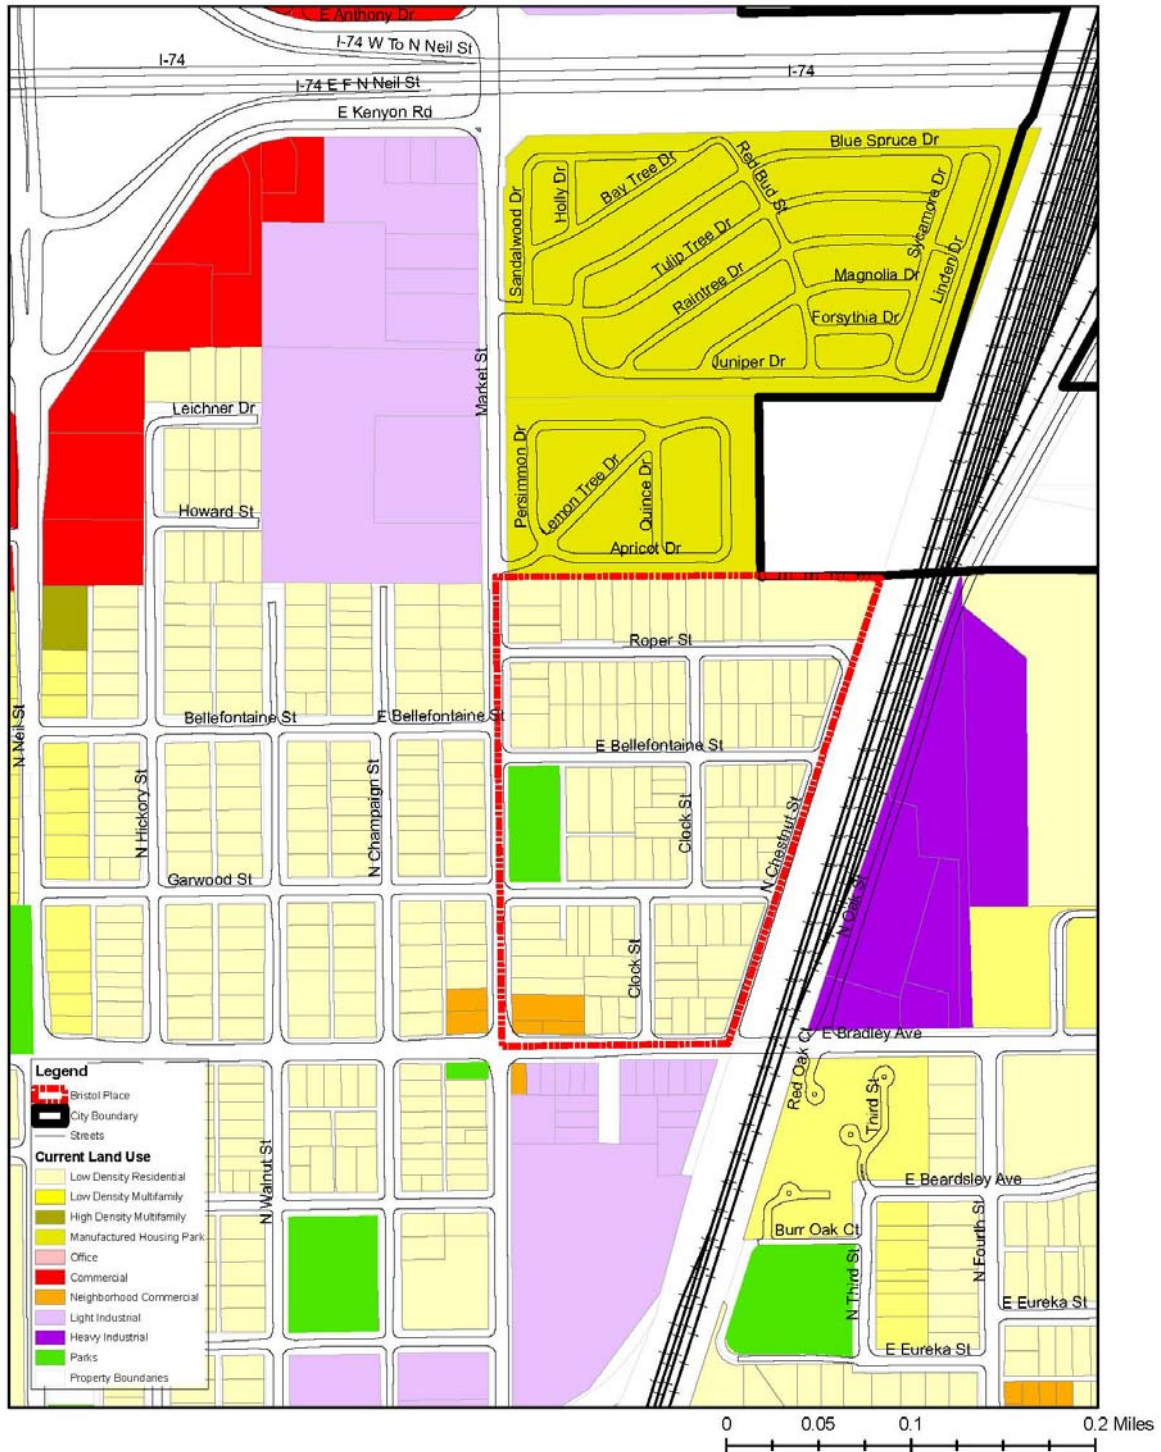 E Anthony Dr
I-74 W To N Neil St
I-74
I-74
I-74 E F N Neil St
E Kenyon Rd
Blue Spruce Dr
Red Bud St
Bay Tree Dr
Holly Dr
Sandalwood Dr
Sycamore Dr
Tulip Tree Dr
Linden Dr
Magnolia Dr
Raintree Dr
Forsythia Dr
Juniper Dr
Market St
Leichner Dr
Persimmon Dr
Lemon Tree Dr
Quince Dr
Howard St
Apricot Dr
Roper St
Bellefontaine St
E Bellefontaine St
E Bellefontaine St
N Neil St
N Hickory St
N Champaign St
Clock St
N Chestnut St
Garwood St
N Oak St
Clock St
E Bradley Ave
Red Oak Ct
Third St
N Walnut St
E Beardsley Ave
Burr Oak Ct
N Third St
N Fourth St
E Eureka St
E Eureka St
Legend
Bristol Place
City Boundary
Streets
Current Land Use
Low Density Residential
Low Density Multifamily
High Density Multifamily
Manufactured Housing Park
Office
Commercial
Neighborhood Commercial
Light Industrial
Heavy Industrial
Parks
Property Boundaries
0 0.05 0.1 0.2 Miles